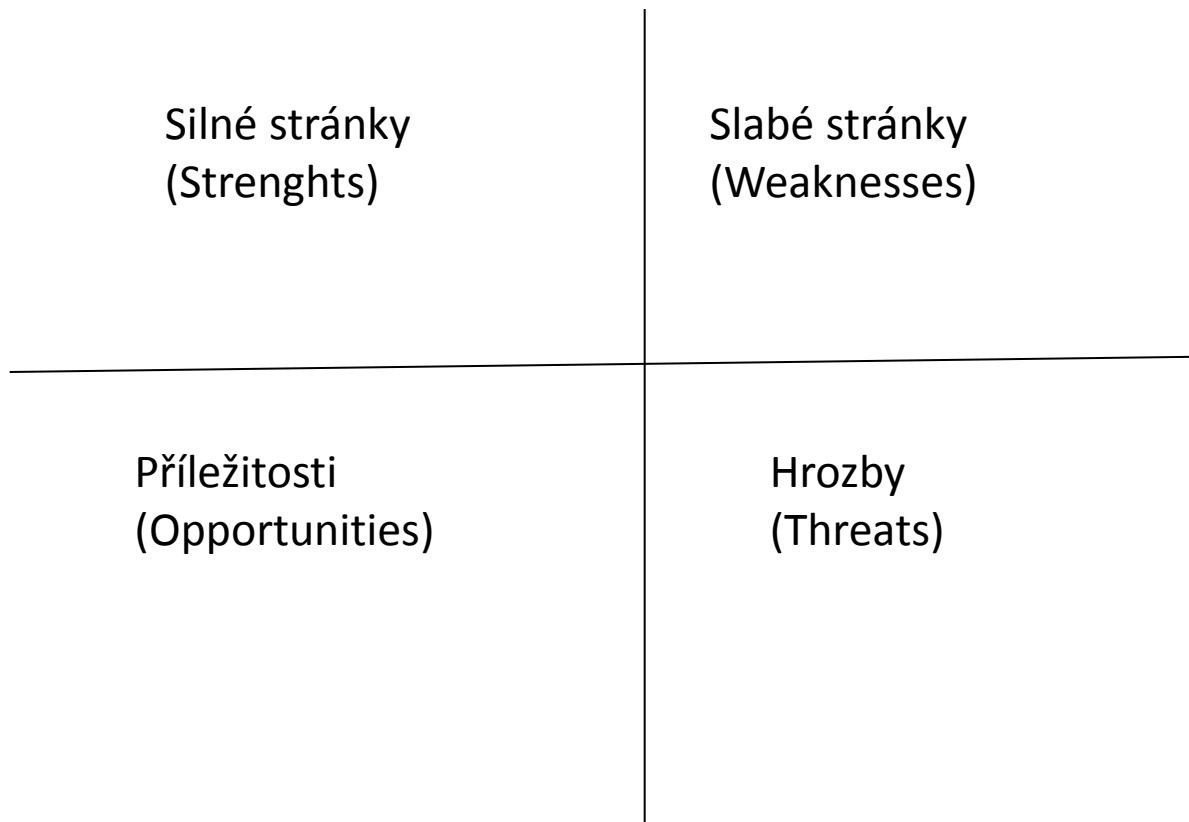 Silné stránky
(Strenghts)
Slabé stránky
(Weaknesses)
Příležitosti
(Opportunities)
Hrozby
(Threats)